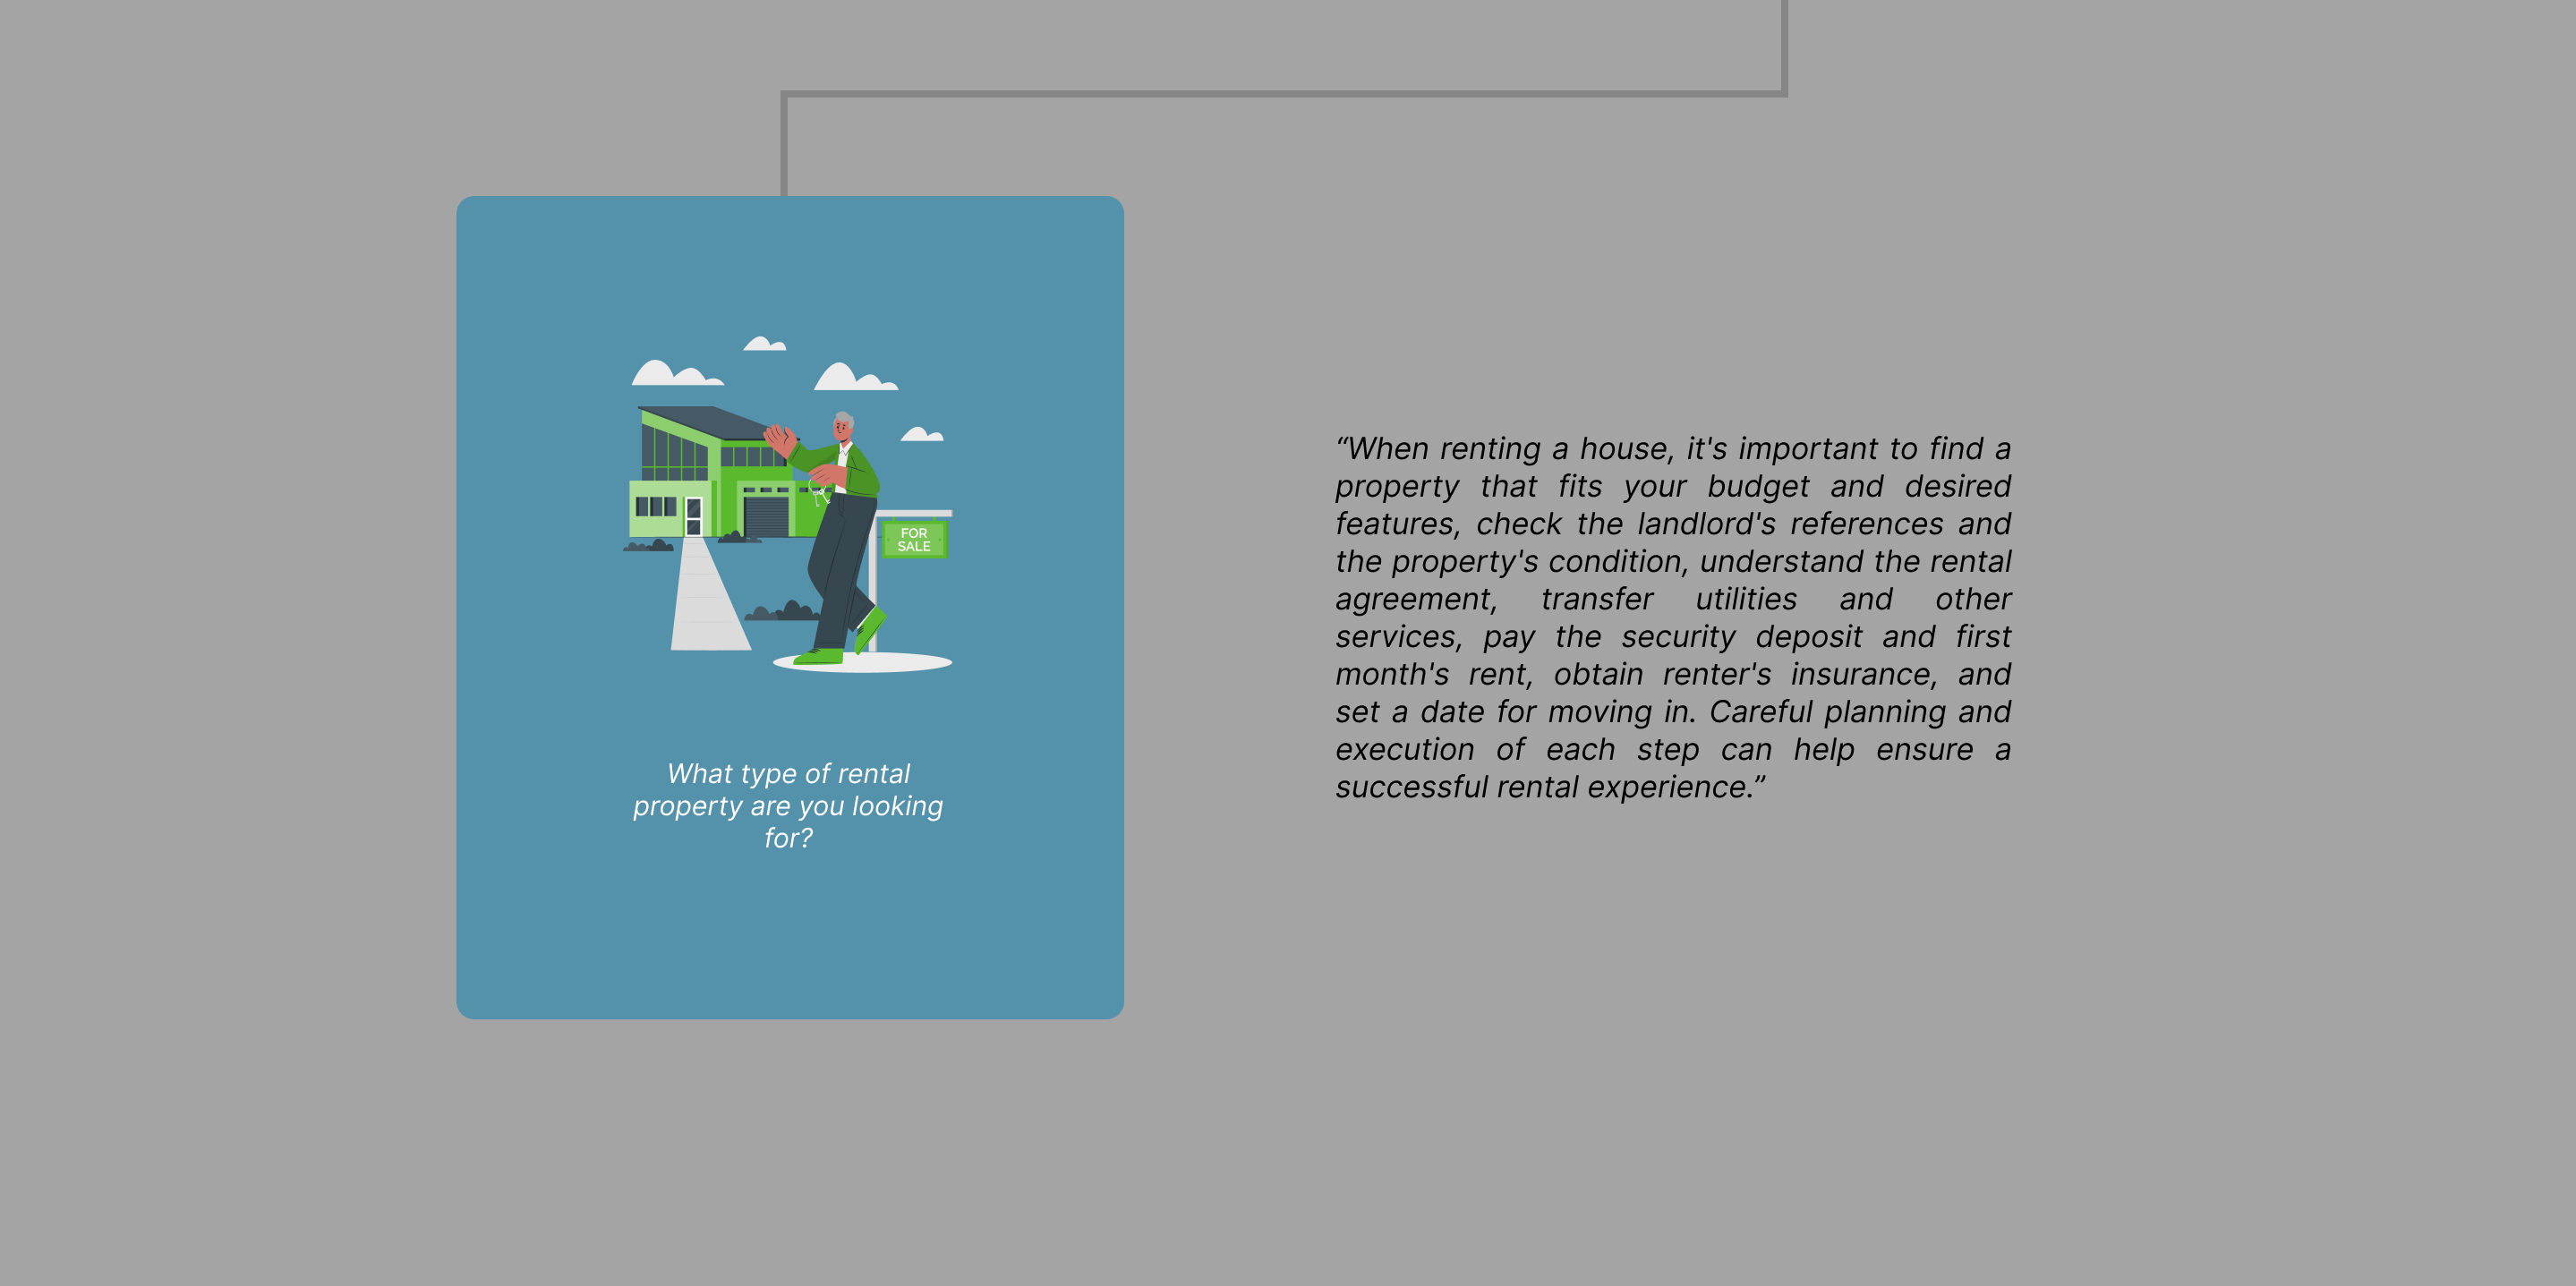 FOR
SALE
What type of rental
property are you looking
for?
“When renting a house, it's important to find a
property that fits your budget and desired
features, check the landlord's references and
the property's condition, understand the rental
agreement, transfer utilities and other
services, pay the security deposit and first
month's rent, obtain renter's insurance, and
set a date for moving in. Careful planning and
execution of each step can help ensure a
successful rental experience.”